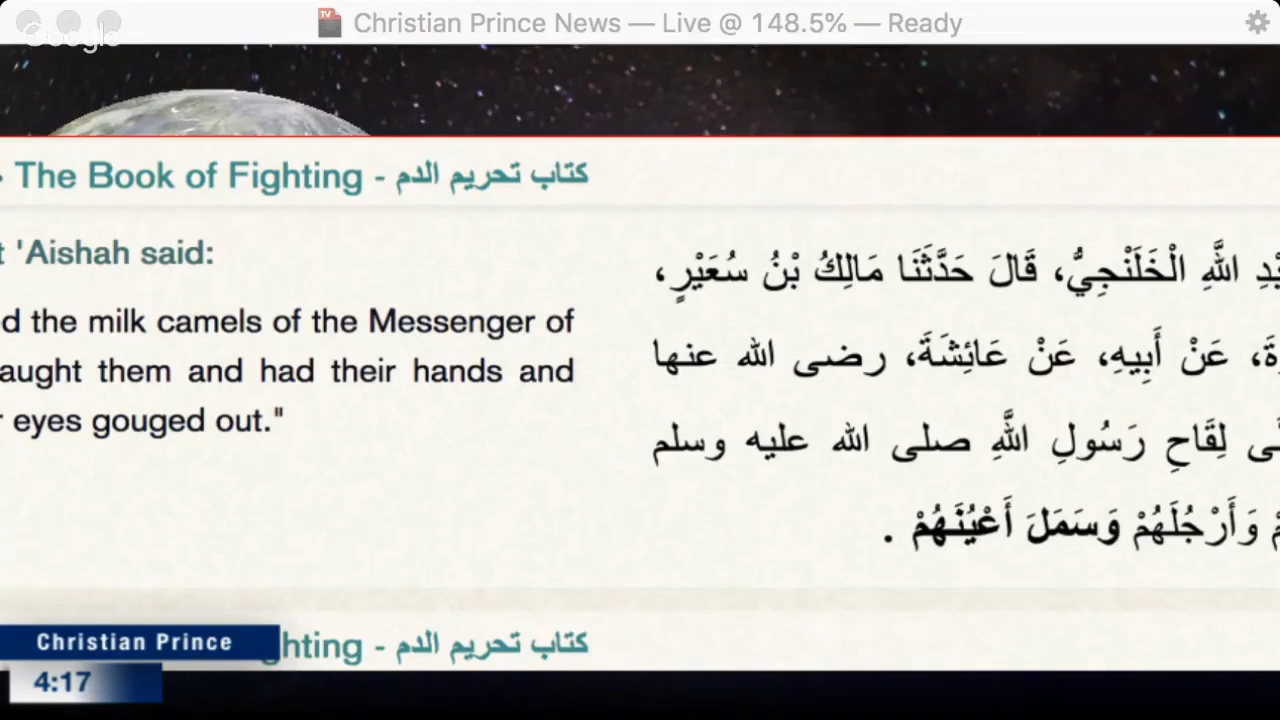 Christian Prince News — Live @ 148.5% — Ready
Google
The Book of Fighting - كتاب تحريم الدم
'Aishah said:
the milk camels of the Messenger of
them and had their hands and
eyes gouged out."
اللَّهِ الْخَلَنْجِيُّ، قَالَ حَدَّثَنَا مَالِكُ بْنُ سُعَيْرٍ،
عَنْ أَبِيهِ، عَنْ عَائِشَةَ، رضى الله عنها
لِقَاحِ رَسُولِ اللَّهِ صلى الله عليه وسلم
وَأَرْجُلَهُمْ وَسَمَلَ أَعْيُنَهُمْ .
Christian Prince
hting - كتاب تحريم الدم
4:17